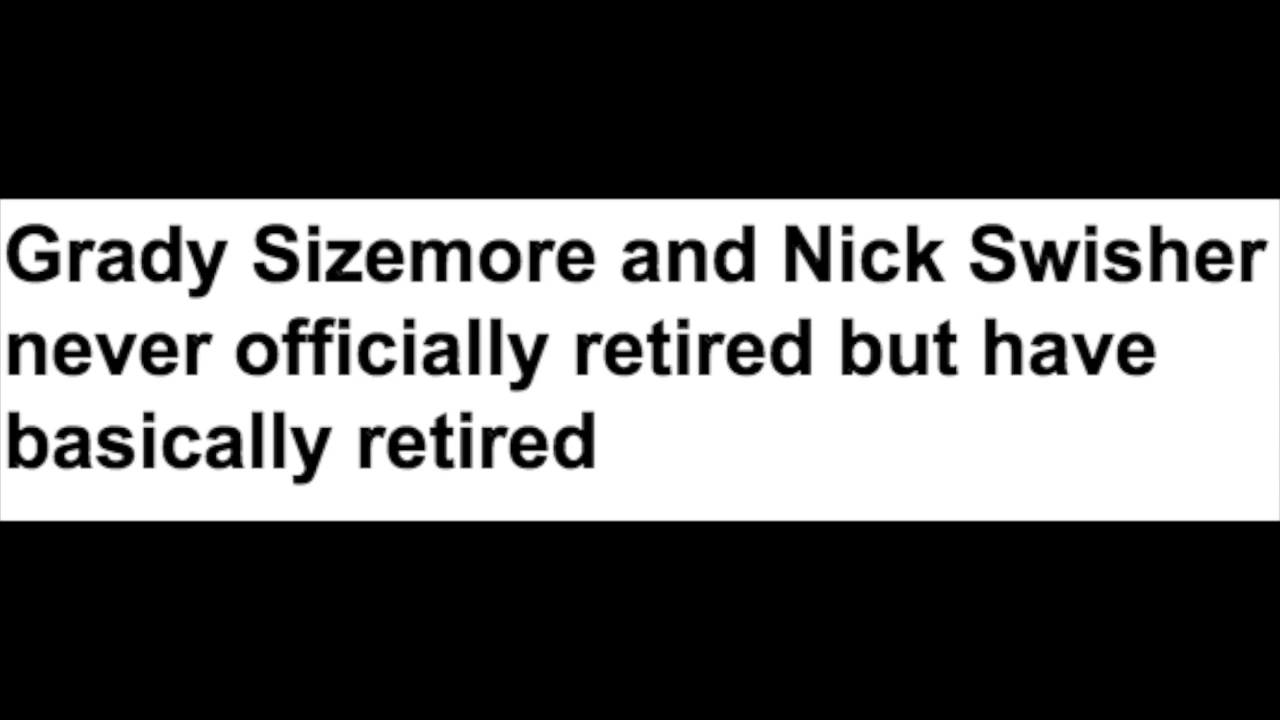 Grady Sizemore and Nick Swisher
never officially retired but have
basically retired